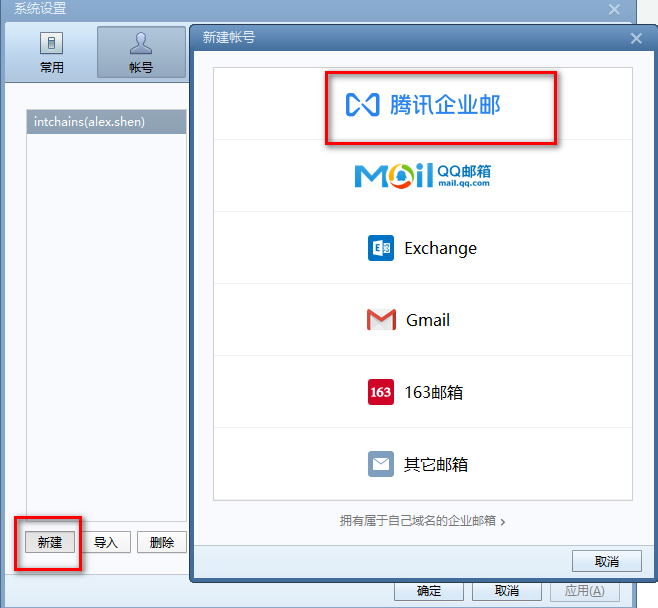 系统设置
常用
帐号
intchains(alex.shen)
新建
导入
删除
新建帐号
腾讯企业邮
Mail QQ邮箱
mail.qq.com
Exchange
Gmail
163 163邮箱
其它邮箱
拥有属于自己域名的企业邮箱 >
取消
确定
取消
应用(A)